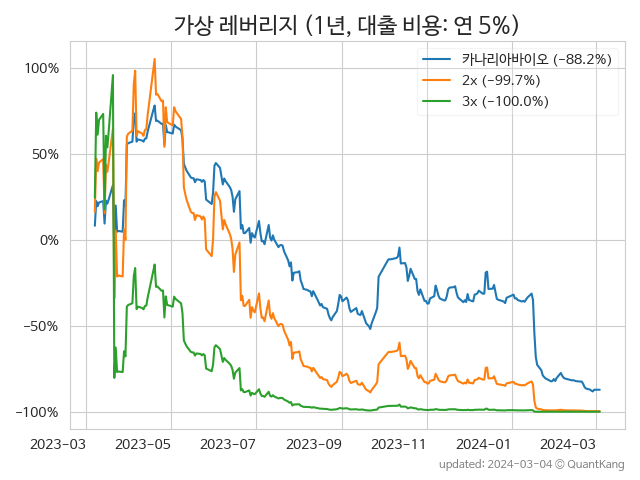 가상 레버리지 (1년, 대출 비용: 연 5%)
카나리아바이오 (−88.2%)
2x (−99.7%)
3x (−100.0%)
100%
50%
0%
−50%
−100%
2023-03 2023-05 2023-07 2023-09 2023-11 2024-01 2024-03
updated: 2024-03-04 © QuantKang